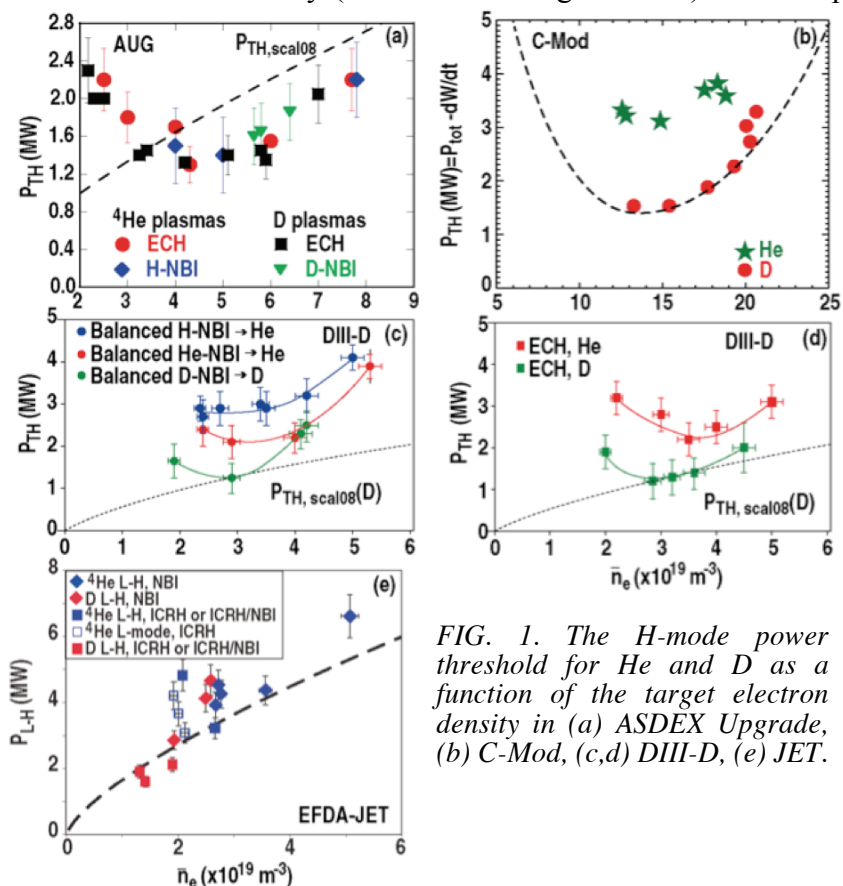 (a)
AUG
P_TH,scal08
P_TH (MW)
2.8
2.4
2.0
1.6
1.2
0.8
0.4
0.0
⁴He plasmas
D plasmas
ECH
ECH
H-NBI
D-NBI
2 3 4 5 6 7 8 9
(b)
C-Mod
P_TH (MW)=P_tot -dW/dt
5
4
3
2
1
0
He
D
5 10 15 20 25
Balanced H-NBI→He
Balanced He-NBI→He
Balanced D-NBI→D
DIII-D
(c)
P_TH (MW)
5
4
3
2
1
0
P_TH, scal08(D)
0 1 2 3 4 5 6
ECH, He
ECH, D
DIII-D
(d)
P_TH (MW)
5
4
3
2
1
0
P_TH, scal08(D)
0 1 2 3 4 5 6
n̄_e (x10¹⁹ m⁻³)
⁴He L-H, NBI
D L-H, NBI
⁴He L-H, ICRH or ICRH/NBI
⁴He L-mode, ICRH
D L-H, ICRH or ICRH/NBI
(e)
P_L-H (MW)
8
6
4
2
0
EFDA-JET
0 2 4 6
n̄_e (x10¹⁹ m⁻³)
FIG. 1. The H-mode power
threshold for He and D as a
function of the target electron
density in (a) ASDEX Upgrade,
(b) C-Mod, (c,d) DIII-D, (e) JET.